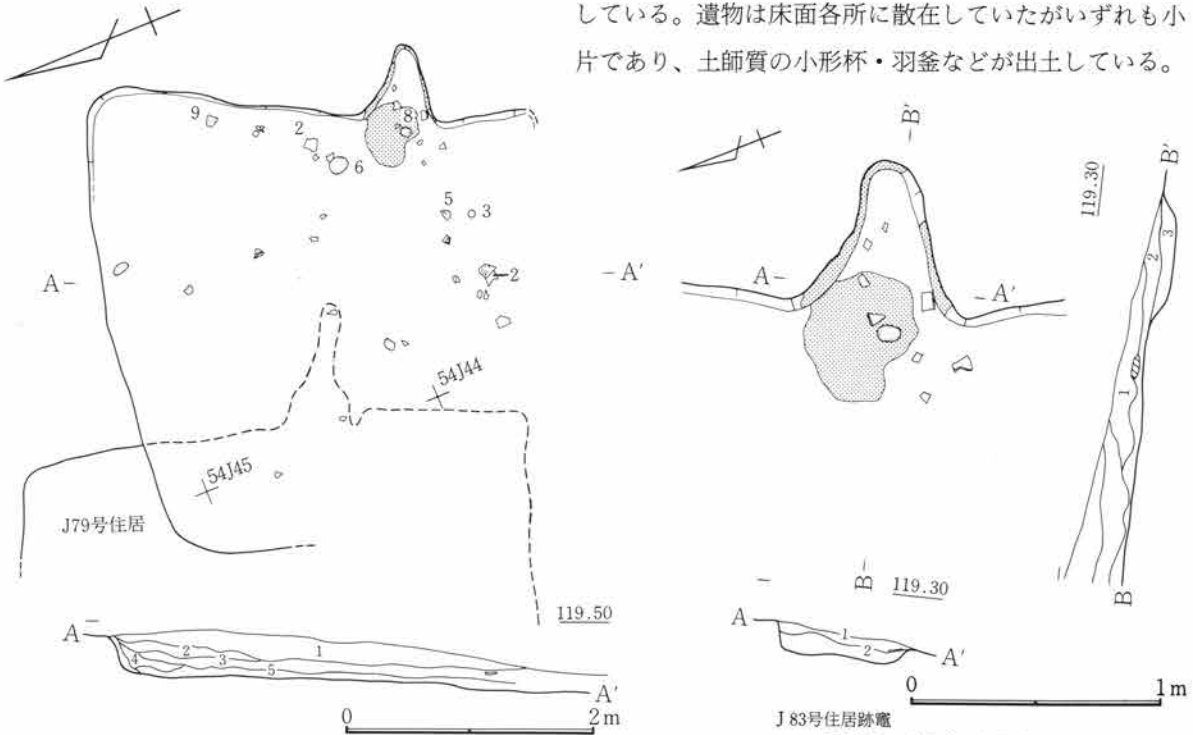 している。遺物は床面各所に散在していたがいずれも小
片であり、土師質の小形杯・羽釜などが出土している。
9
2
8
6
5
3
A-
-A′
2
54J44
54J45
J79号住居
119.50
A
1
2
3
4
5
A′
0
2m
-B′
A-
-A′
B-
119.30
B′
119.30
3
2
1
B
A
1
2
A′
0
1m
J83号住居跡竈